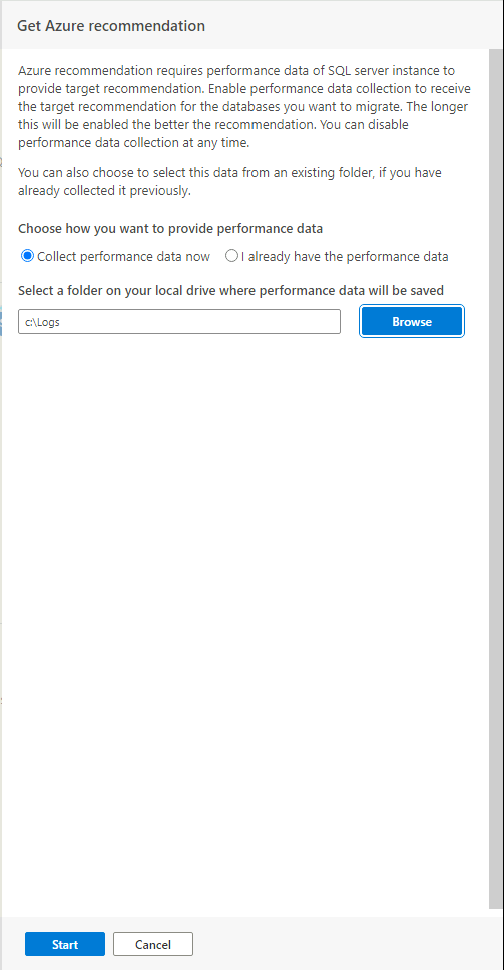 Get Azure recommendation
Azure recommendation requires performance data of SQL server instance to
provide target recommendation. Enable performance data collection to receive
the target recommendation for the databases you want to migrate. The longer
this will be enabled the better the recommendation. You can disable
performance data collection at any time.
You can also choose to select this data from an existing folder, if you have
already collected it previously.
Choose how you want to provide performance data
Collect performance data now I already have the performance data
Select a folder on your local drive where performance data will be saved
c:\Logs Browse
Start Cancel